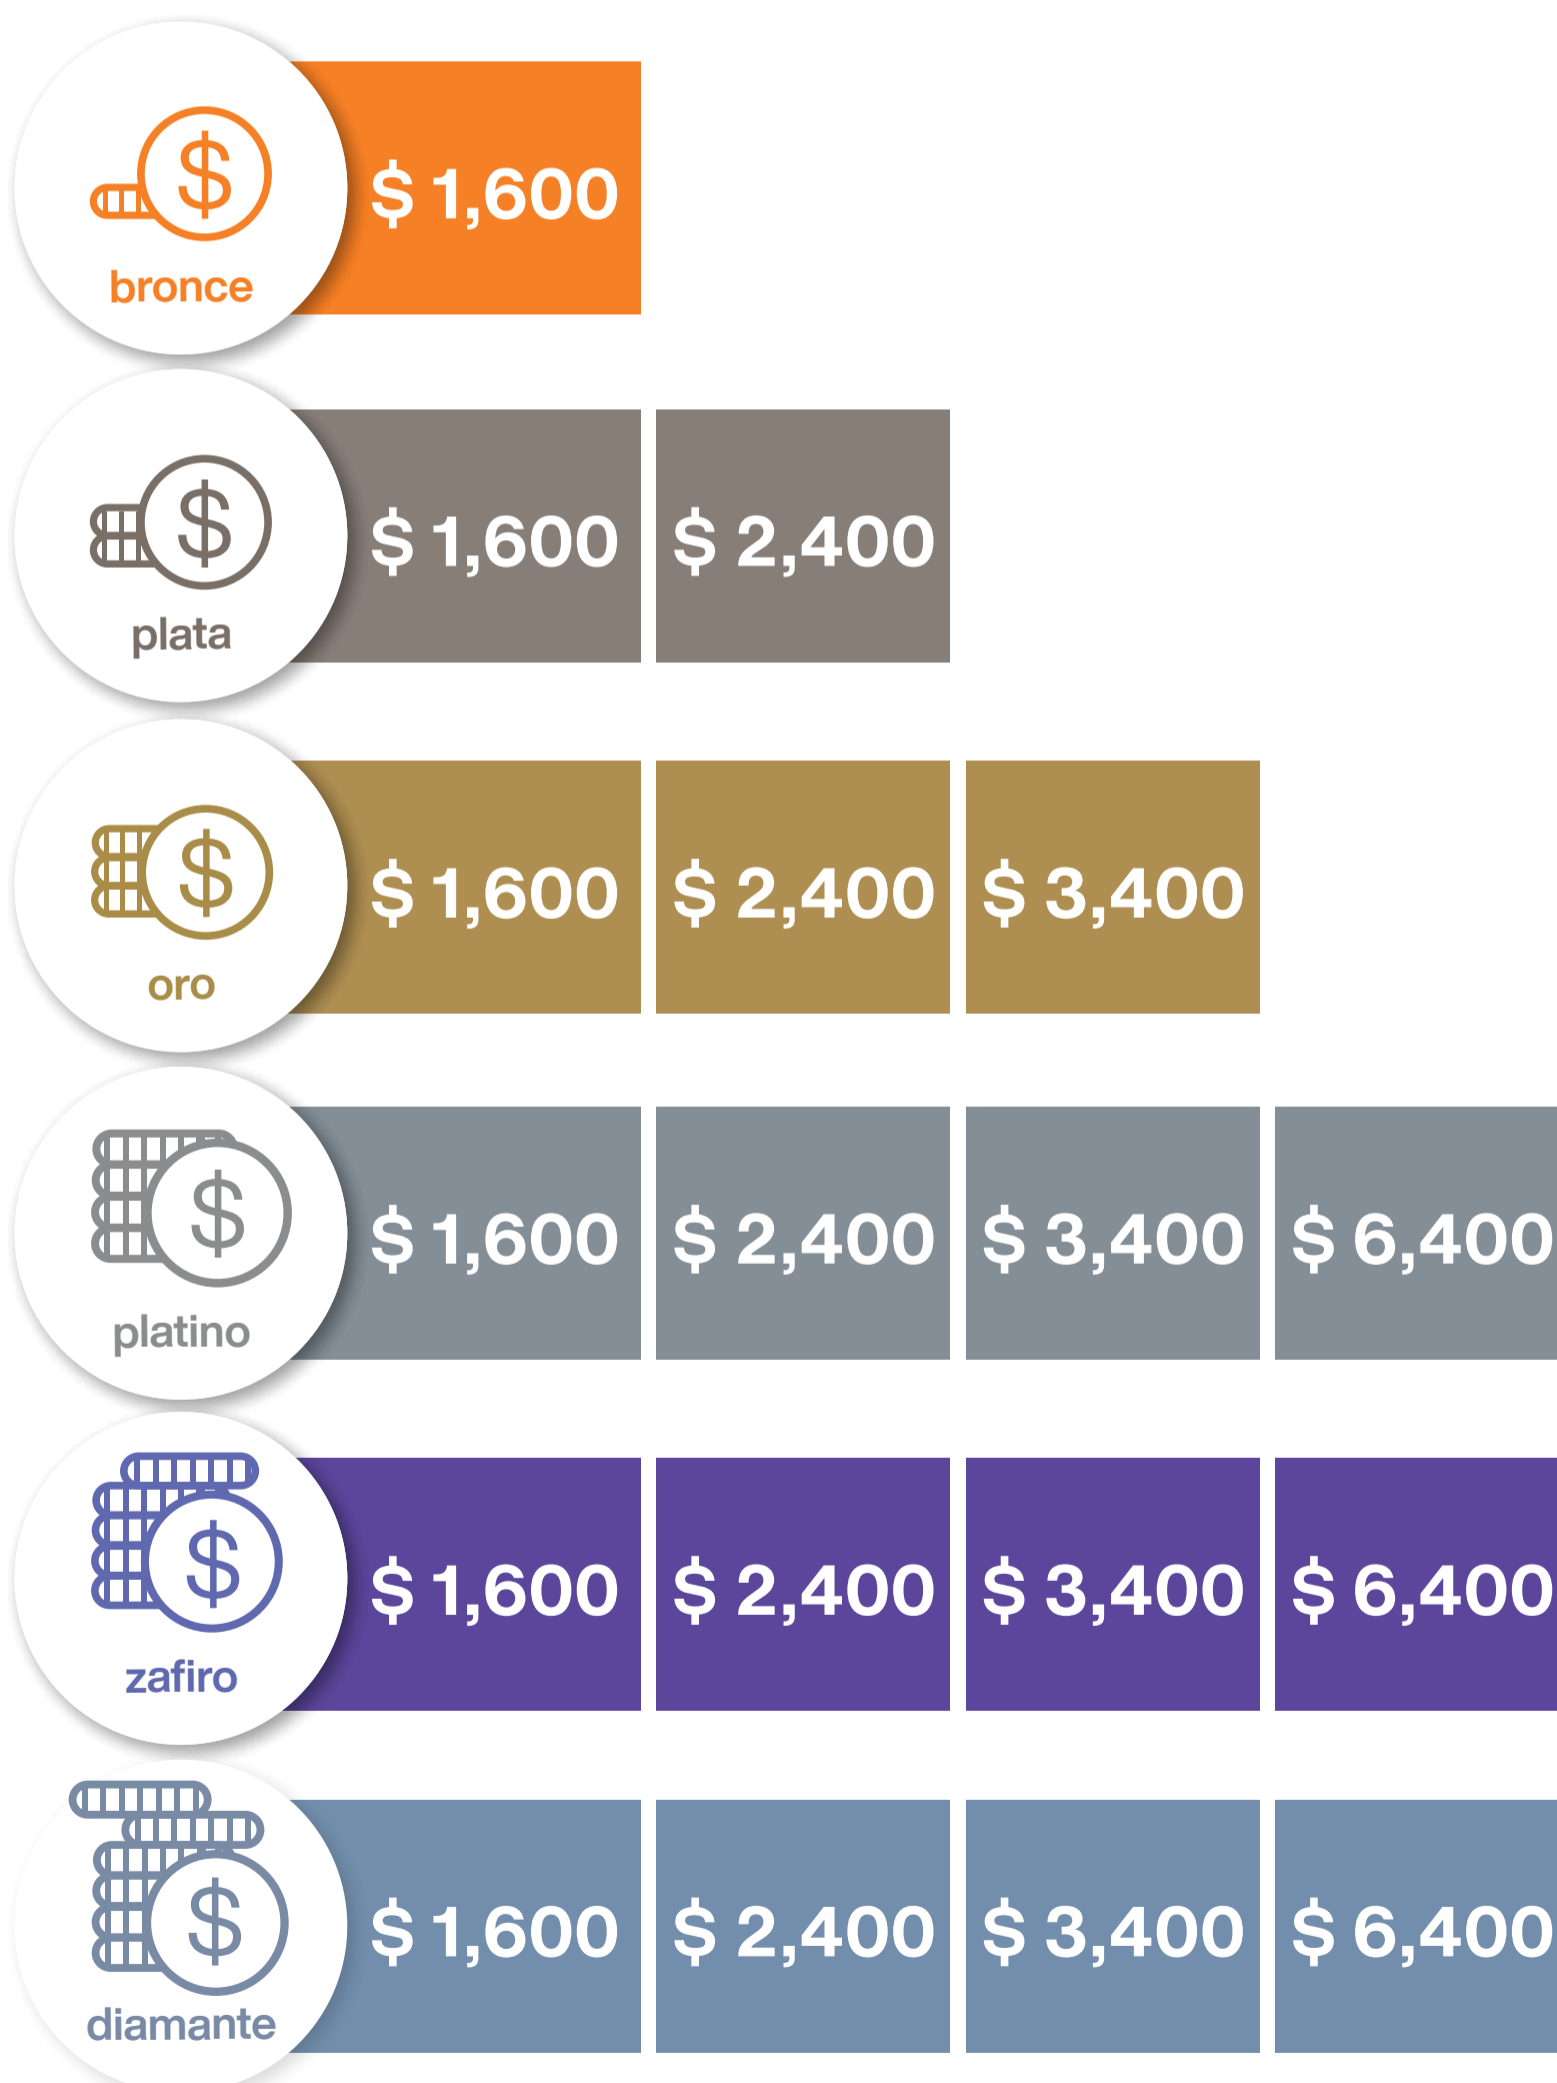 $ 1,600
bronce
$ 1,600 $ 2,400
plata
$ 1,600 $ 2,400 $ 3,400
oro
$ 1,600 $ 2,400 $ 3,400 $ 6,400
platino
$ 1,600 $ 2,400 $ 3,400 $ 6,400
zafiro
$ 1,600 $ 2,400 $ 3,400 $ 6,400
diamante